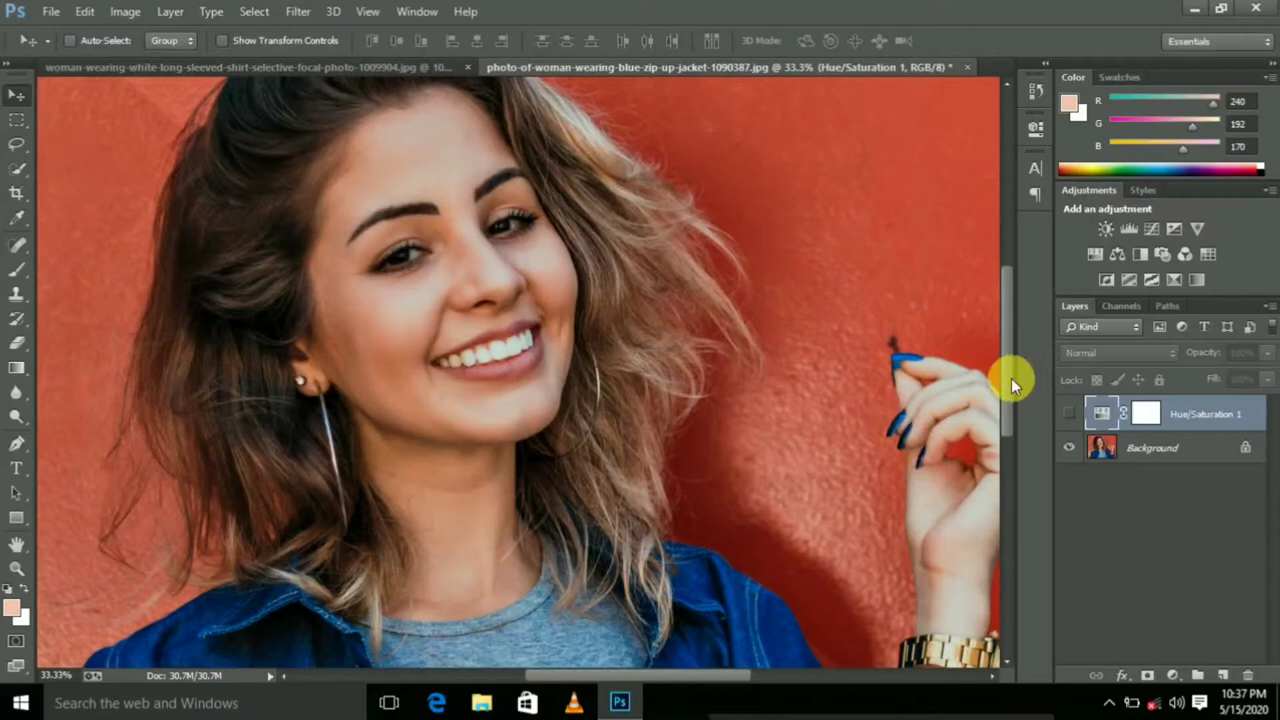 Ps File Edit Image Layer Type Select Filter 3D View Window Help
Auto-Select: Group Show Transform Controls 3D Mode: Essentials
woman-wearing-white-long-sleeved-shirt-selective-focal-photo-1009904.jpg @ 10... × photo-of-woman-wearing-blue-zip-up-jacket-1090387.jpg @ 33.3% (Hue/Saturation 1, RGB/8) * ×
Color Swatches
R 240
G 192
B 170
Adjustments Styles
Add an adjustment
Layers Channels Paths
Kind
Normal Opacity: 100%
Lock: Fill: 100%
Hue/Saturation 1
Background
33.33% Doc: 30.7M/30.7M
Search the web and Windows
Ps
10:37 PM
5/15/2020